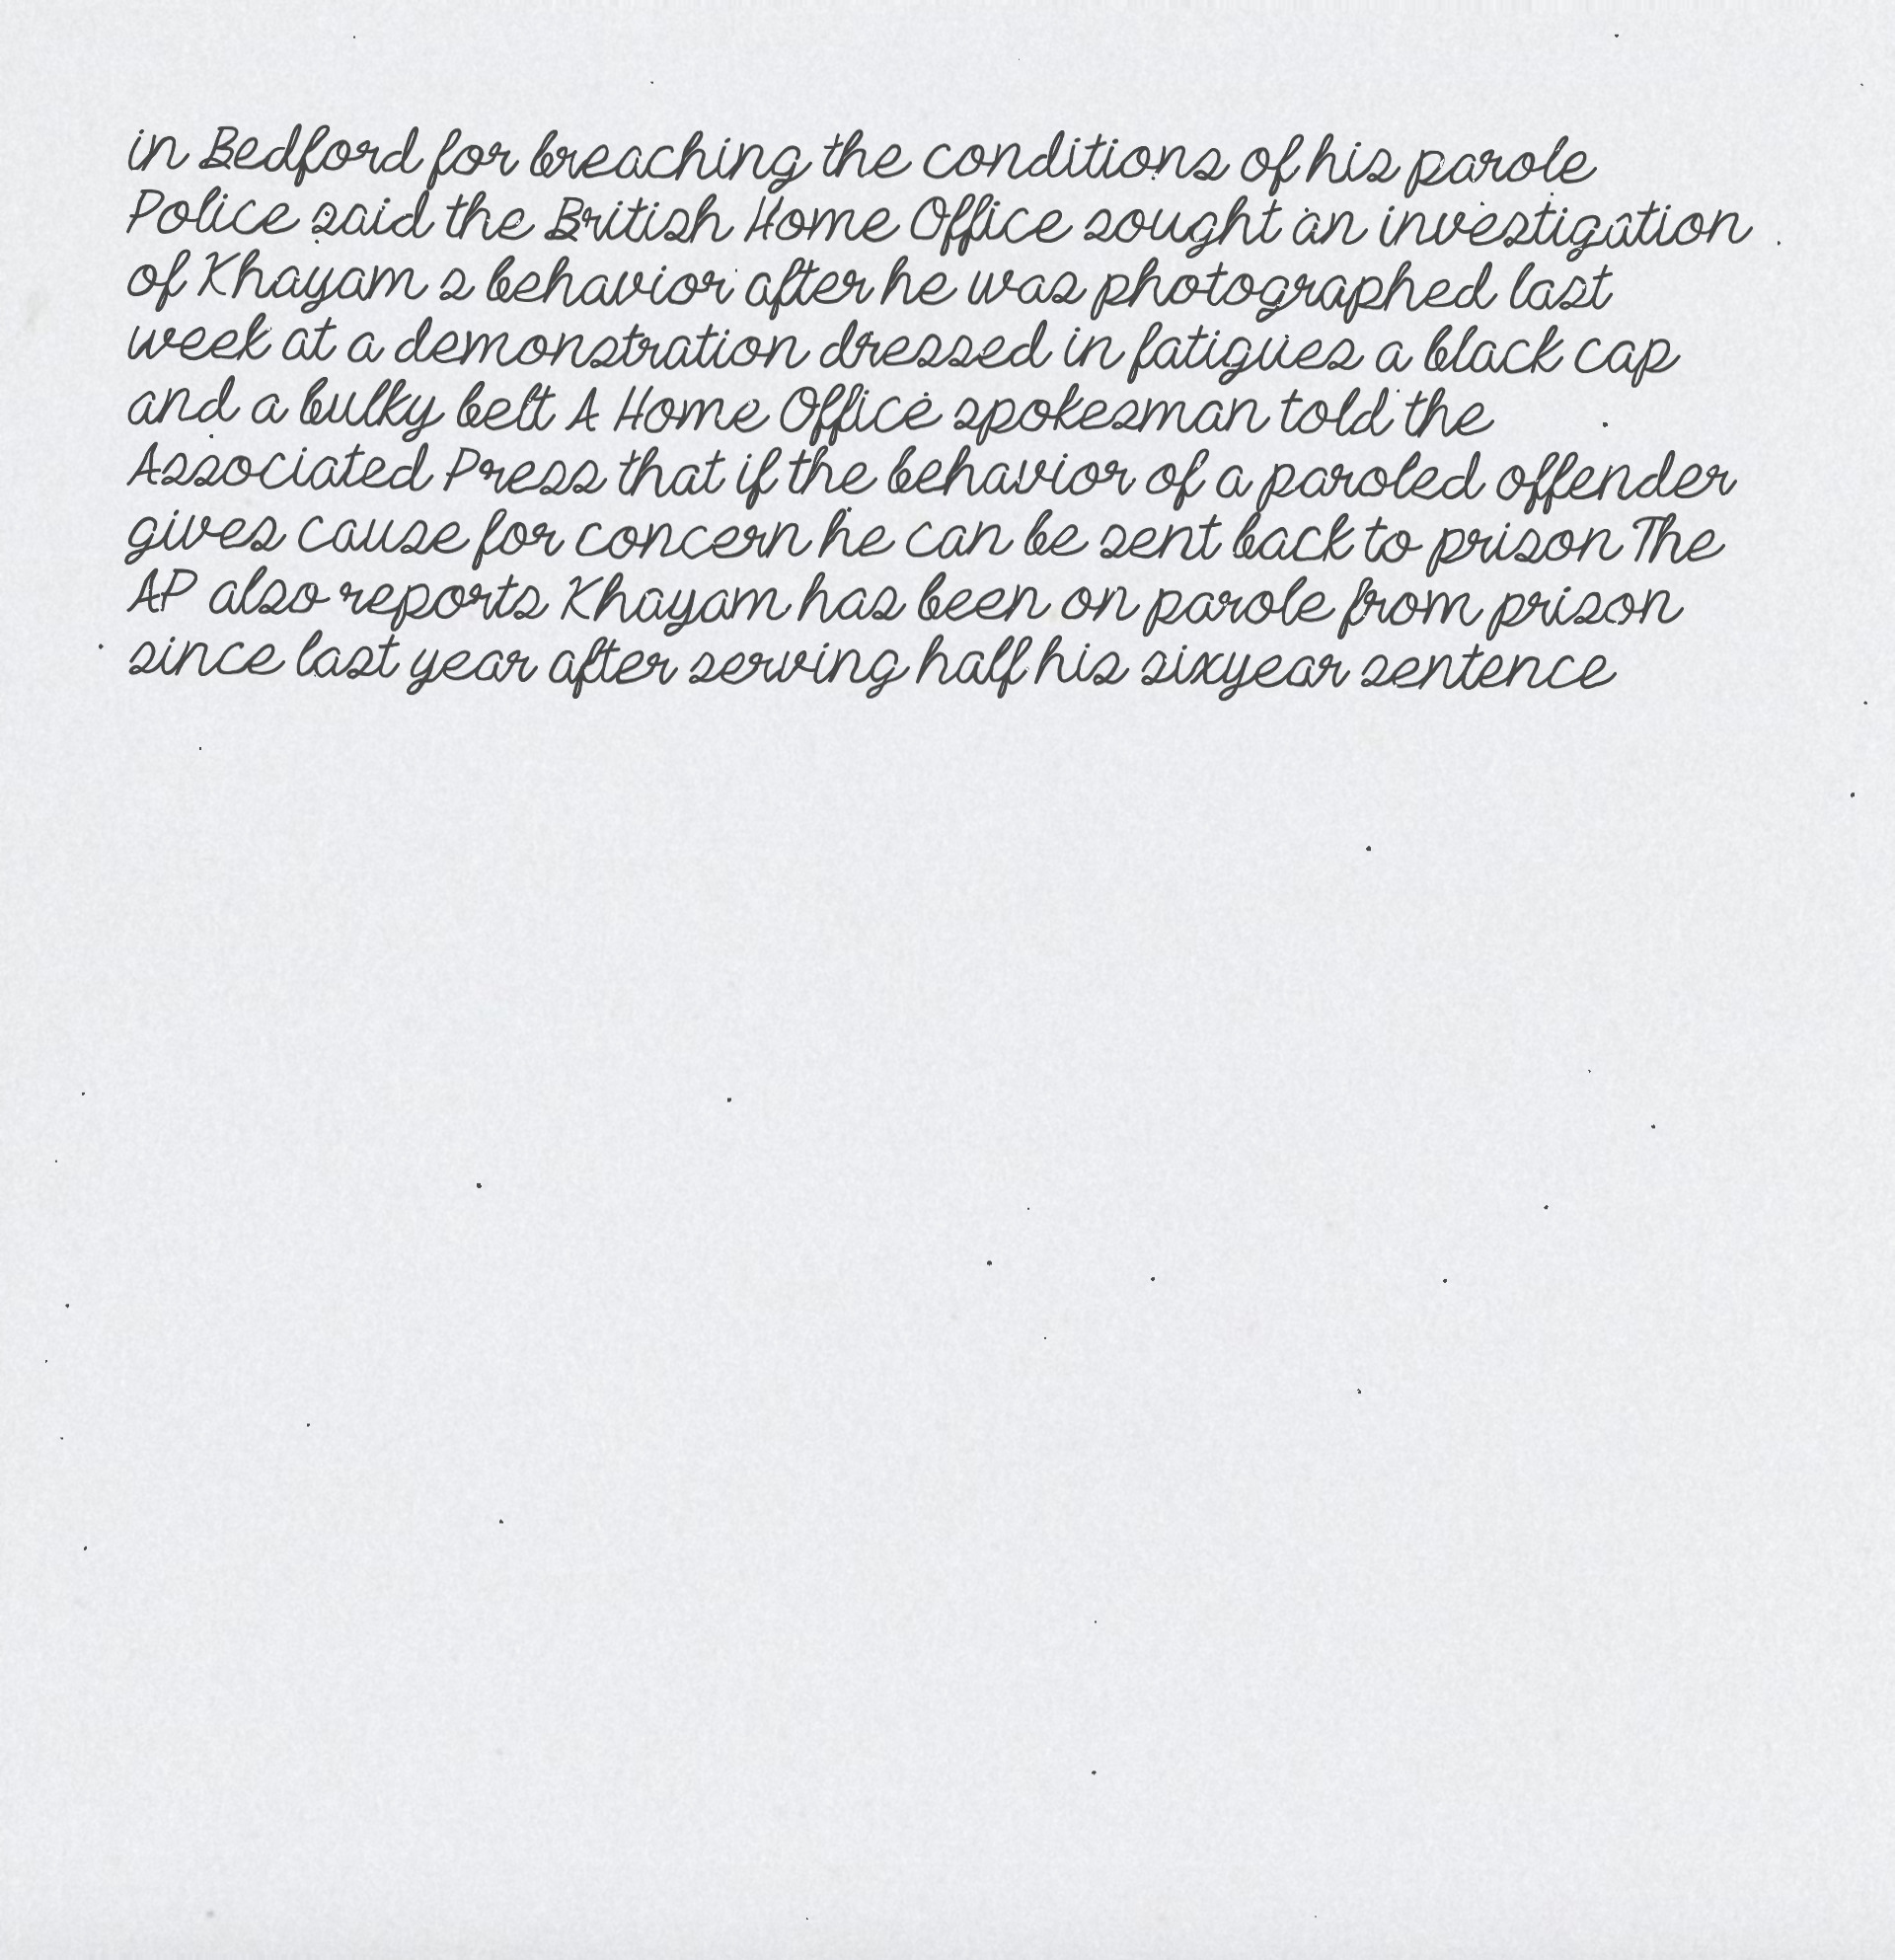 in Bedford for breaching the conditions of his parole
Police said the British Home Office sought an investigation
of Khayam s behavior after he was photographed last
week at a demonstration dressed in fatigues a black cap
and a bulky belt A Home Office spokesman told the
Associated Press that if the behavior of a paroled offender
gives cause for concern he can be sent back to prison The
AP also reports Khayam has been on parole from prison
since last year after serving half his sixyear sentence